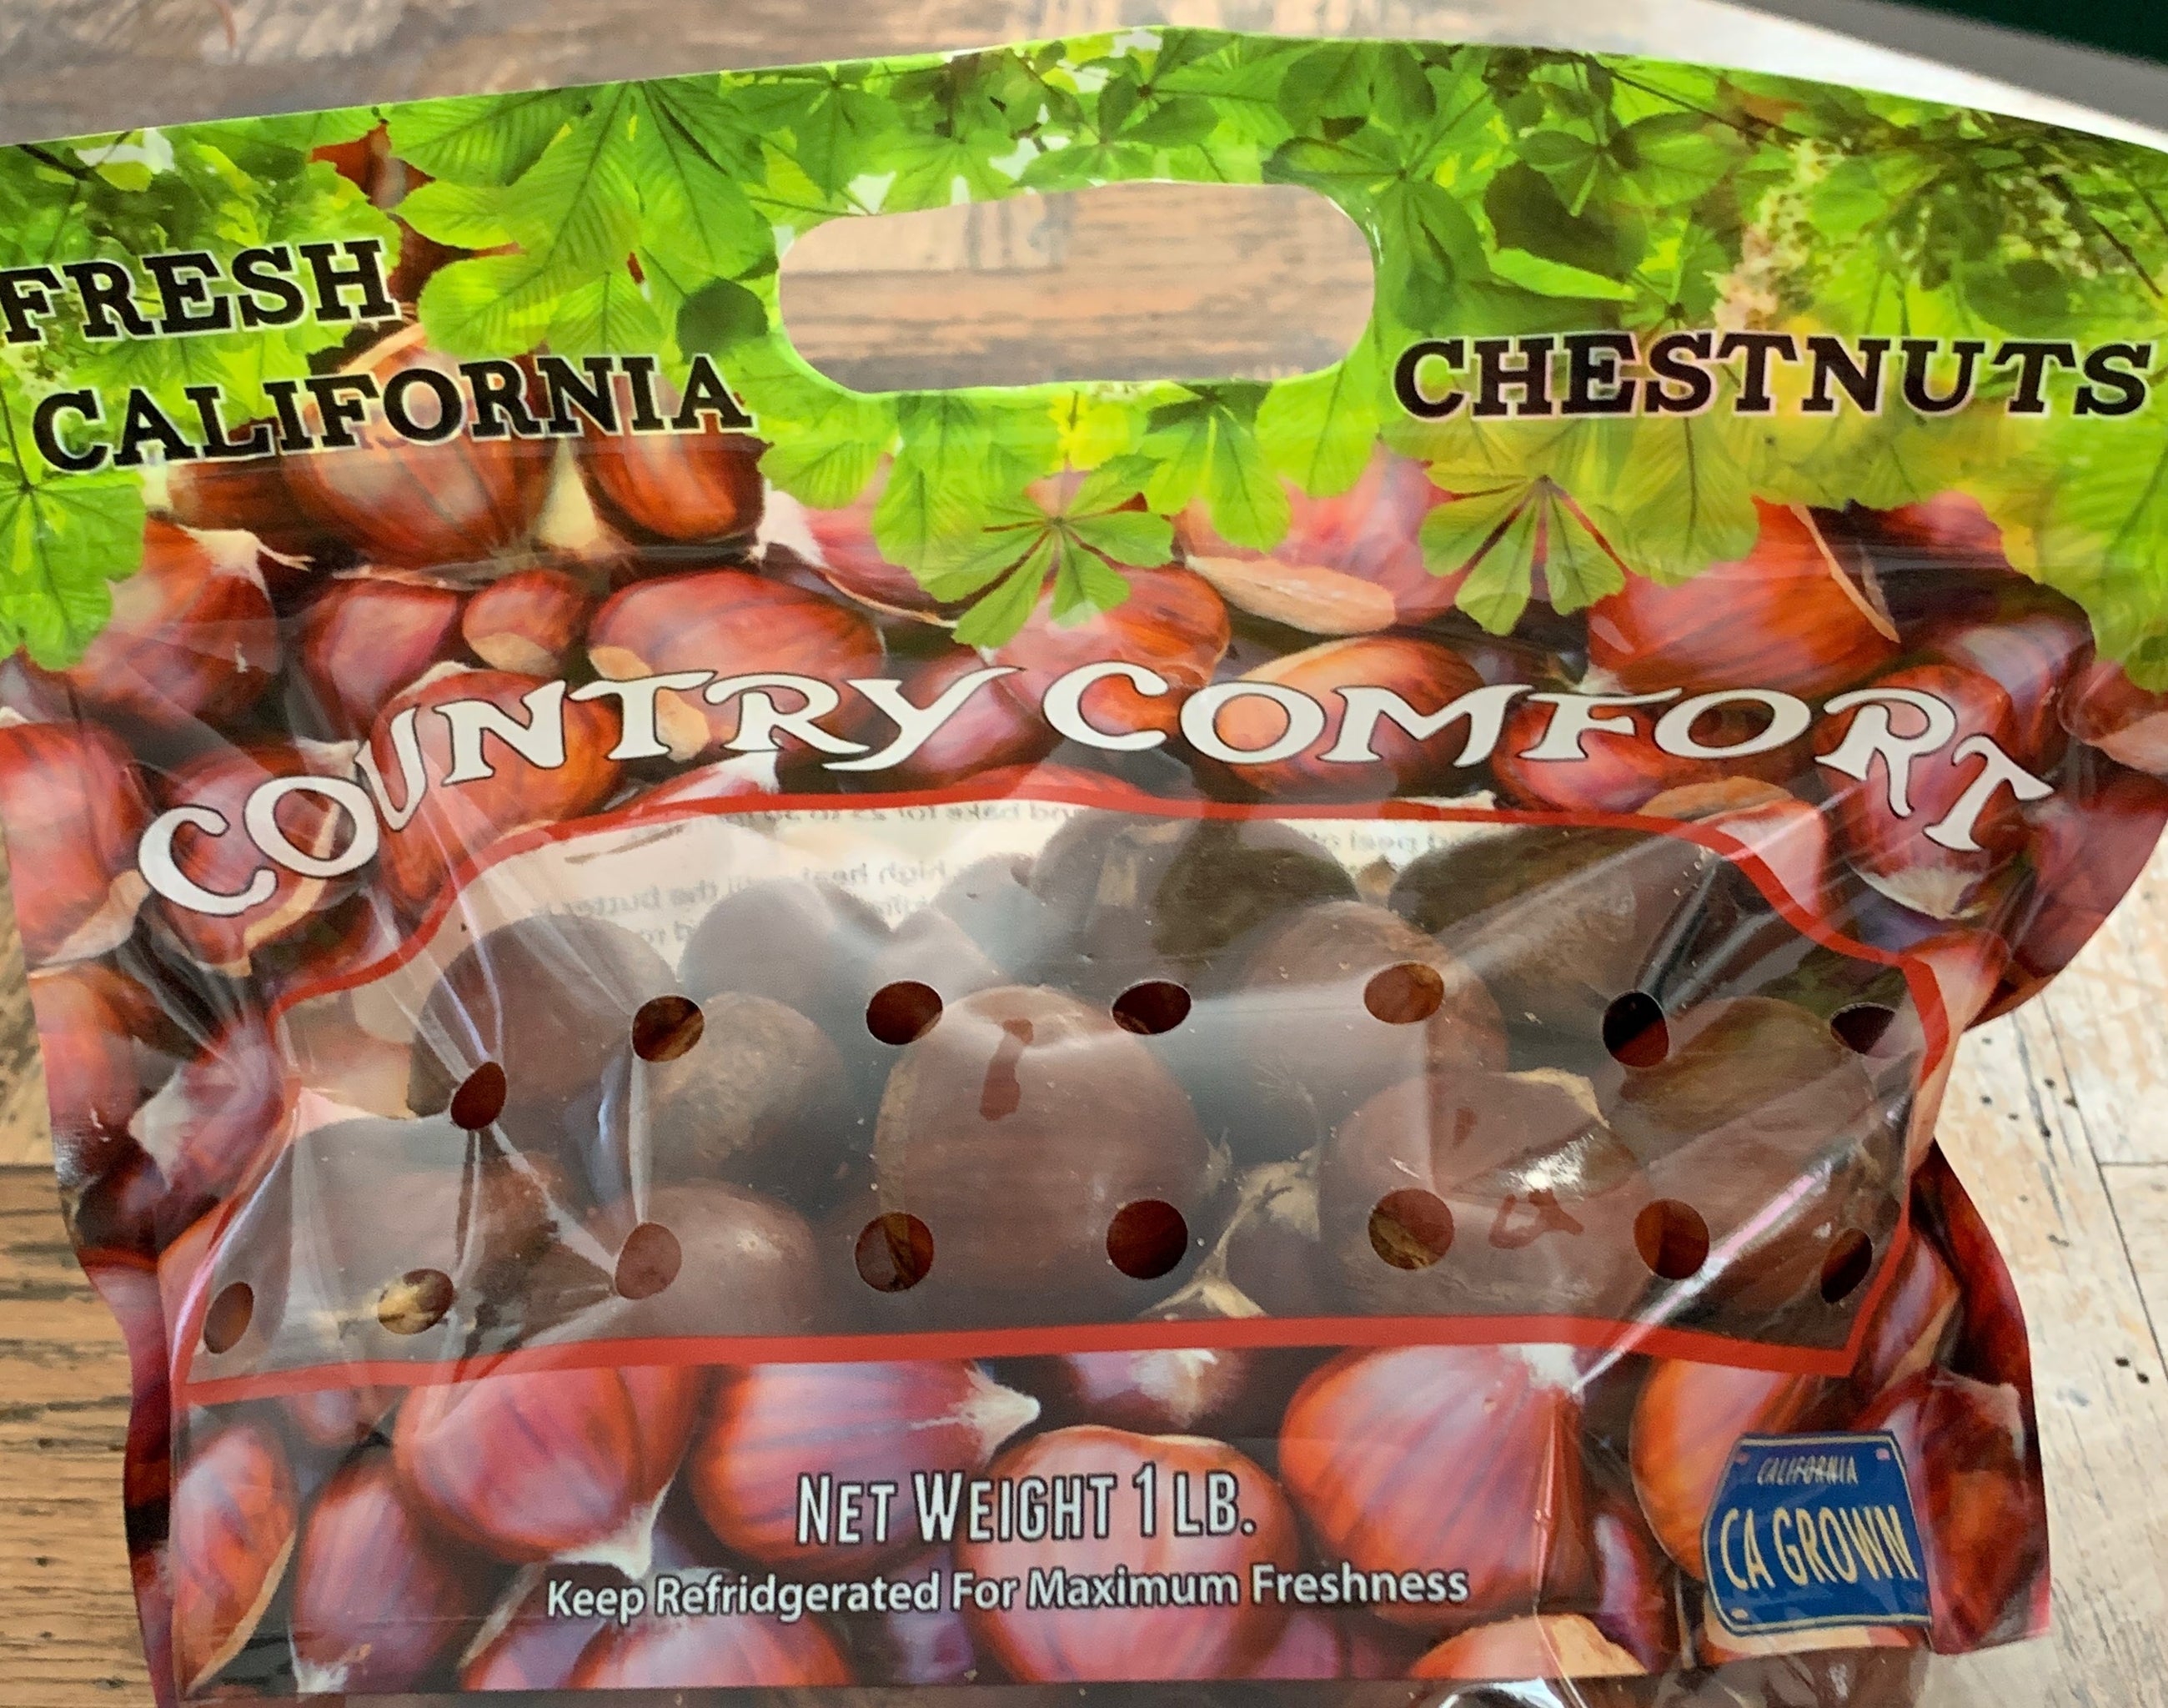 FRESH
CALIFORNIA
CHESTNUTS
COUNTRY COMFORT
NET WEIGHT 1 LB.
Keep Refridgerated For Maximum Freshness
CALIFORNIA
CA GROWN